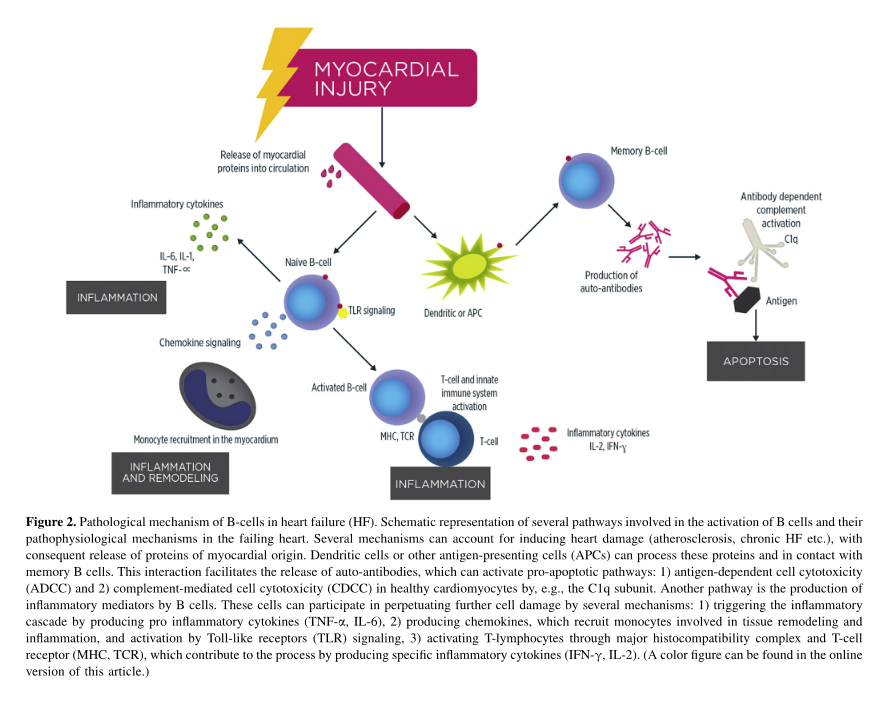 MYOCARDIAL
INJURY
Release of myocardial
proteins into circulation
Memory B-cell
Inflammatory cytokines
IL-6, IL-1,
TNF-∝
INFLAMMATION
Naive B-cell
TLR signaling
Dendritic or APC
Production of
auto-antibodies
Antibody dependent
complement
activation
C1q
Antigen
APOPTOSIS
Chemokine signaling
Monocyte recruitment in the myocardium
INFLAMMATION
AND REMODELING
Activated B-cell
T-cell and innate
immune system
activation
MHC, TCR
T-cell
INFLAMMATION
Inflammatory cytokines
IL-2, IFN-γ
Figure 2. Pathological mechanism of B-cells in heart failure (HF). Schematic representation of several pathways involved in the activation of B cells and their
pathophysiological mechanisms in the failing heart. Several mechanisms can account for inducing heart damage (atherosclerosis, chronic HF etc.), with
consequent release of proteins of myocardial origin. Dendritic cells or other antigen-presenting cells (APCs) can process these proteins and in contact with
memory B cells. This interaction facilitates the release of auto-antibodies, which can activate pro-apoptotic pathways: 1) antigen-dependent cell cytotoxicity
(ADCC) and 2) complement-mediated cell cytotoxicity (CDCC) in healthy cardiomyocytes by, e.g., the C1q subunit. Another pathway is the production of
inflammatory mediators by B cells. These cells can participate in perpetuating further cell damage by several mechanisms: 1) triggering the inflammatory
cascade by producing pro inflammatory cytokines (TNF-α, IL-6), 2) producing chemokines, which recruit monocytes involved in tissue remodeling and
inflammation, and activation by Toll-like receptors (TLR) signaling, 3) activating T-lymphocytes through major histocompatibility complex and T-cell
receptor (MHC, TCR), which contribute to the process by producing specific inflammatory cytokines (IFN-γ, IL-2). (A color figure can be found in the online
version of this article.)